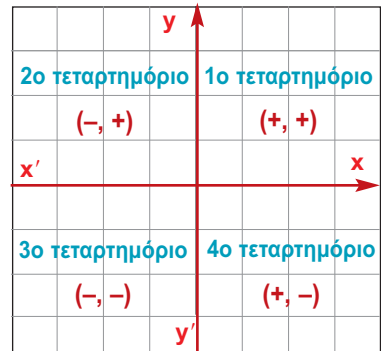 y
2ο τεταρτημόριο 1ο τεταρτημόριο
(–, +) (+, +)
x′ x
3ο τεταρτημόριο 4ο τεταρτημόριο
(–, –) (+, –)
y′